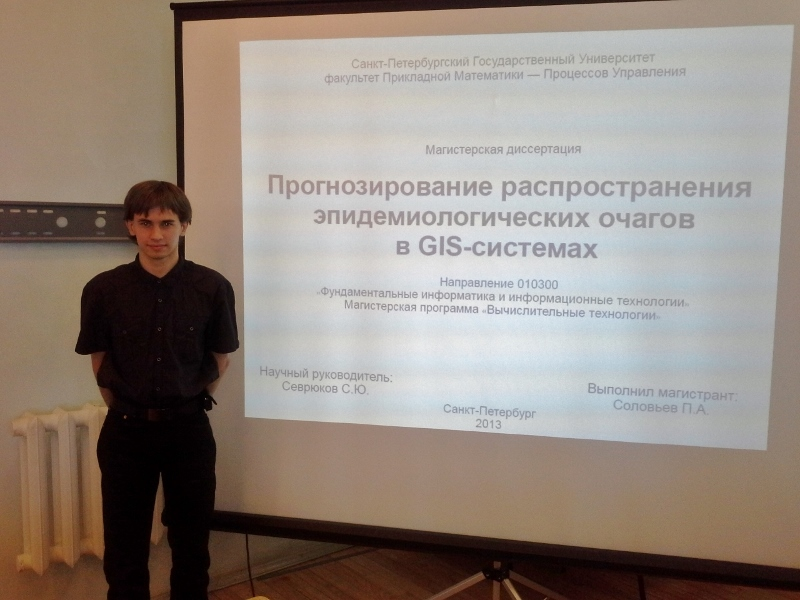 Санкт-Петербургский Государственный Университет
факультет Прикладной Математики — Процессов Управления
Магистерская диссертация
Прогнозирование распространения
эпидемиологических очагов
в GIS-системах
Направление 010300
«Фундаментальные информатика и информационные технологии»
Магистерская программа «Вычислительные технологии»
Научный руководитель:
Севрюков С.Ю.
Выполнил магистрант:
Соловьев П.А.
Санкт-Петербург
2013